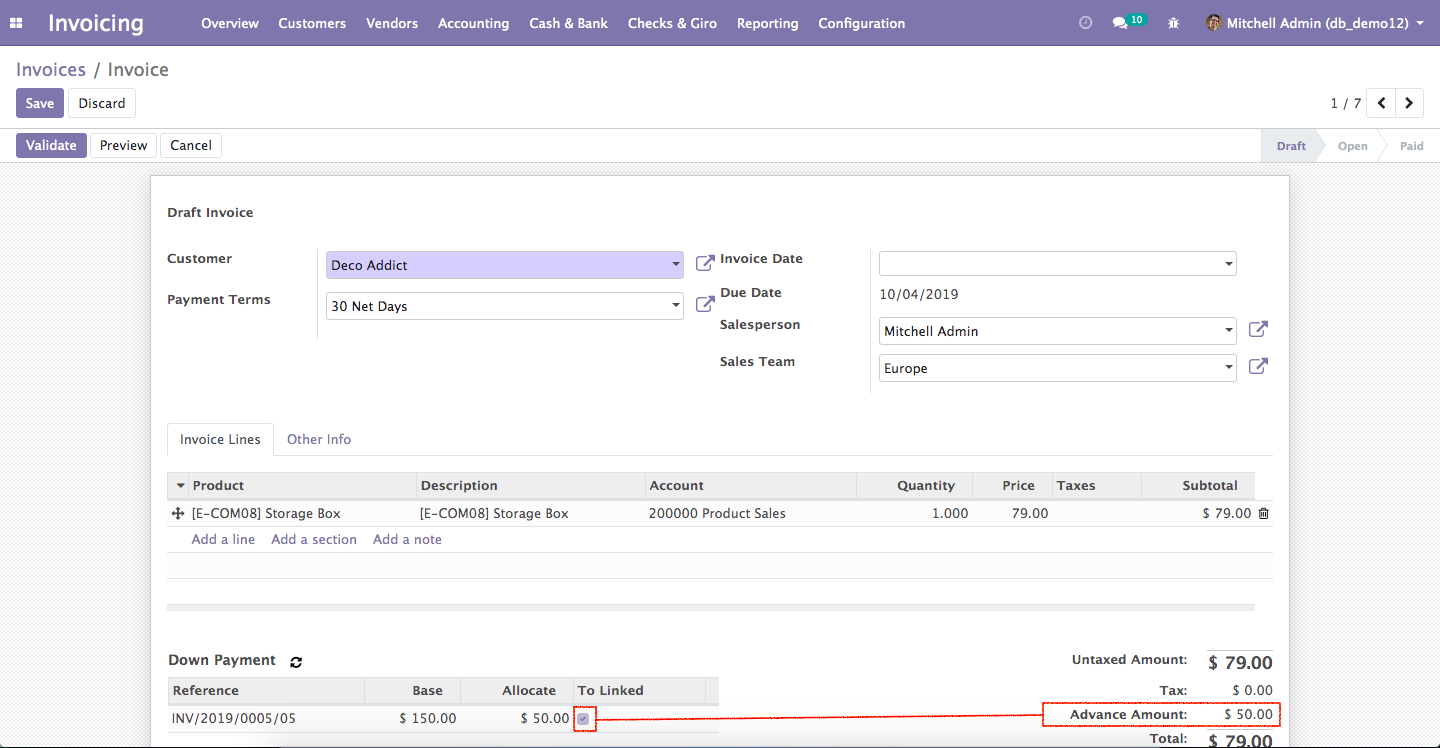 Invoicing Overview Customers Vendors Accounting Cash & Bank Checks & Giro Reporting Configuration 10 Mitchell Admin (db_demo12)
Invoices / Invoice
Save Discard 1 / 7
Validate Preview Cancel Draft Open Paid
Draft Invoice
Customer Deco Addict Invoice Date
Payment Terms 30 Net Days Due Date 10/04/2019
Salesperson Mitchell Admin
Sales Team Europe
Invoice Lines Other Info
Product Description Account Quantity Price Taxes Subtotal
[E-COM08] Storage Box [E-COM08] Storage Box 200000 Product Sales 1.000 79.00 $ 79.00
Add a line Add a section Add a note
Down Payment Untaxed Amount: $ 79.00
Reference Base Allocate To Linked Tax: $ 0.00
INV/2019/0005/05 $ 150.00 $ 50.00 Advance Amount: $ 50.00
Total: $ 79.00